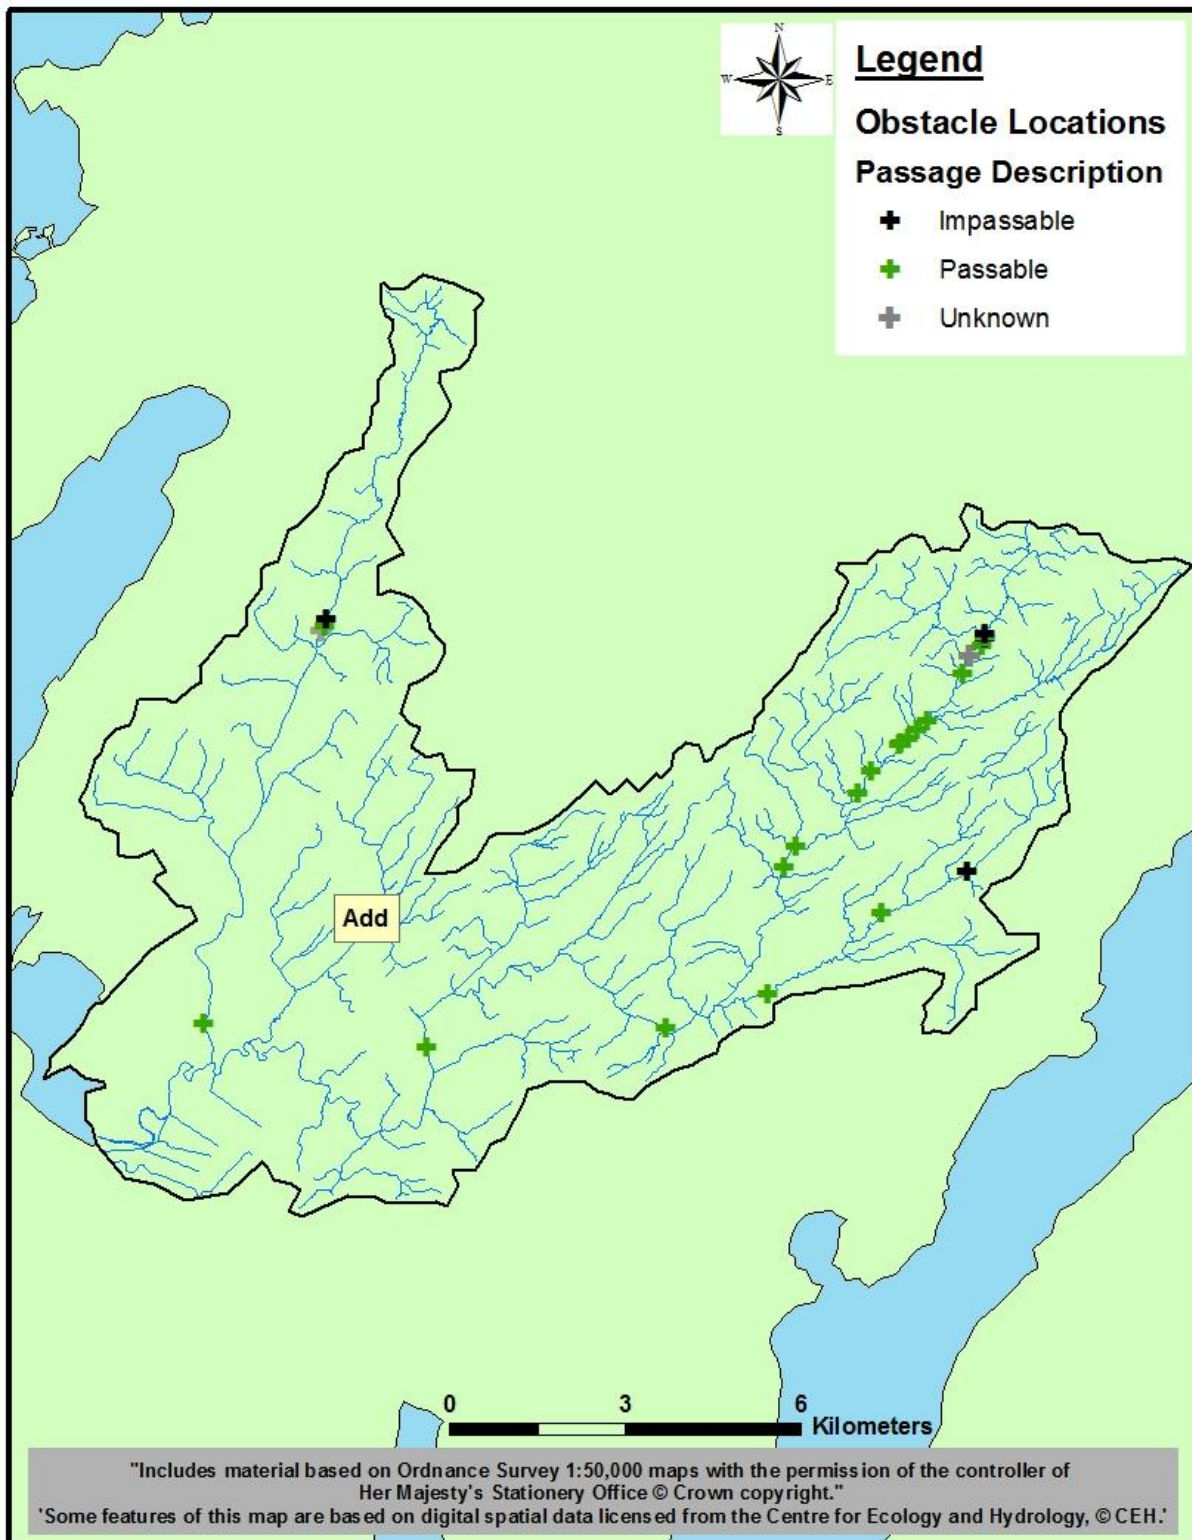 N
W
E
S
Legend
Obstacle Locations
Passage Description
Impassable
Passable
Unknown
Add
0 3 6
Kilometers
"Includes material based on Ordnance Survey 1:50,000 maps with the permission of the controller of
Her Majesty's Stationery Office © Crown copyright."
'Some features of this map are based on digital spatial data licensed from the Centre for Ecology and Hydrology, © CEH.'